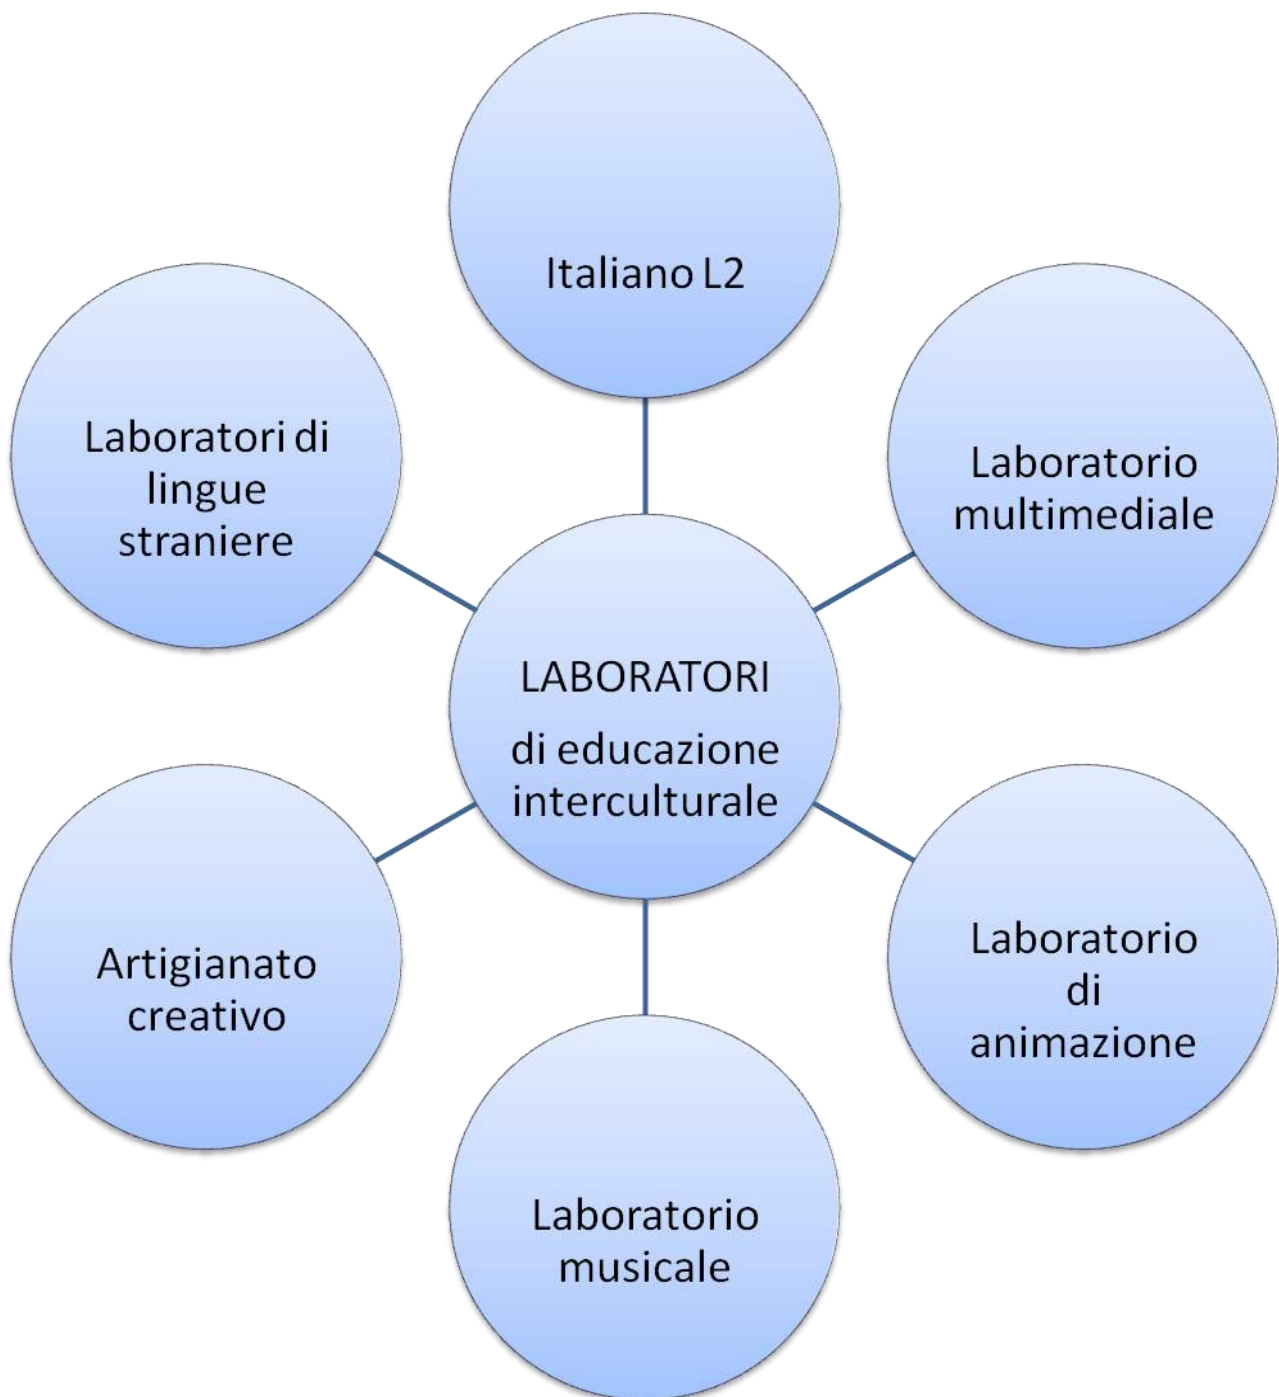 Italiano L2
Laboratori di
lingue
straniere
Laboratorio
multimediale
LABORATORI
di educazione
interculturale
Artigianato
creativo
Laboratorio
di
animazione
Laboratorio
musicale